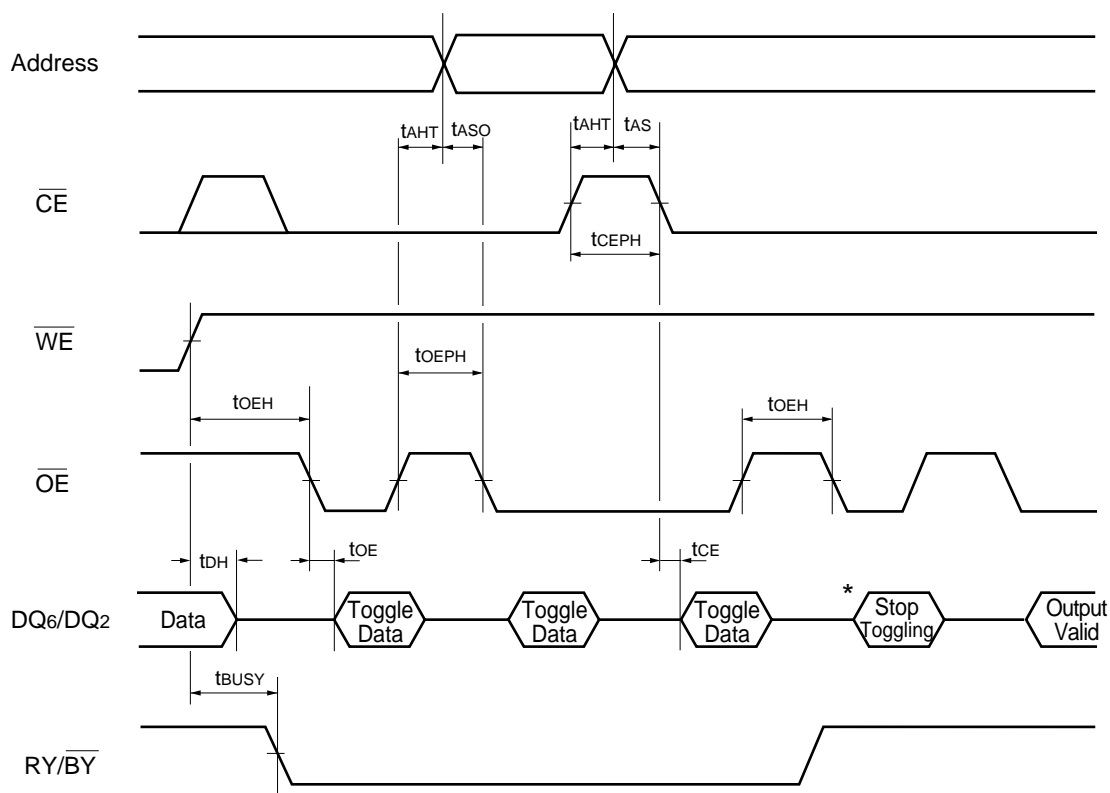 Address
tAHT tASO tAHT tAS
CE
tCEPH
WE
tOEPH
tOEH tOEH
OE
tDH tOE tCE
DQ6/DQ2 Data Toggle Data Toggle Data Toggle Data * Stop Toggling Output Valid
tBUSY
RY/BY